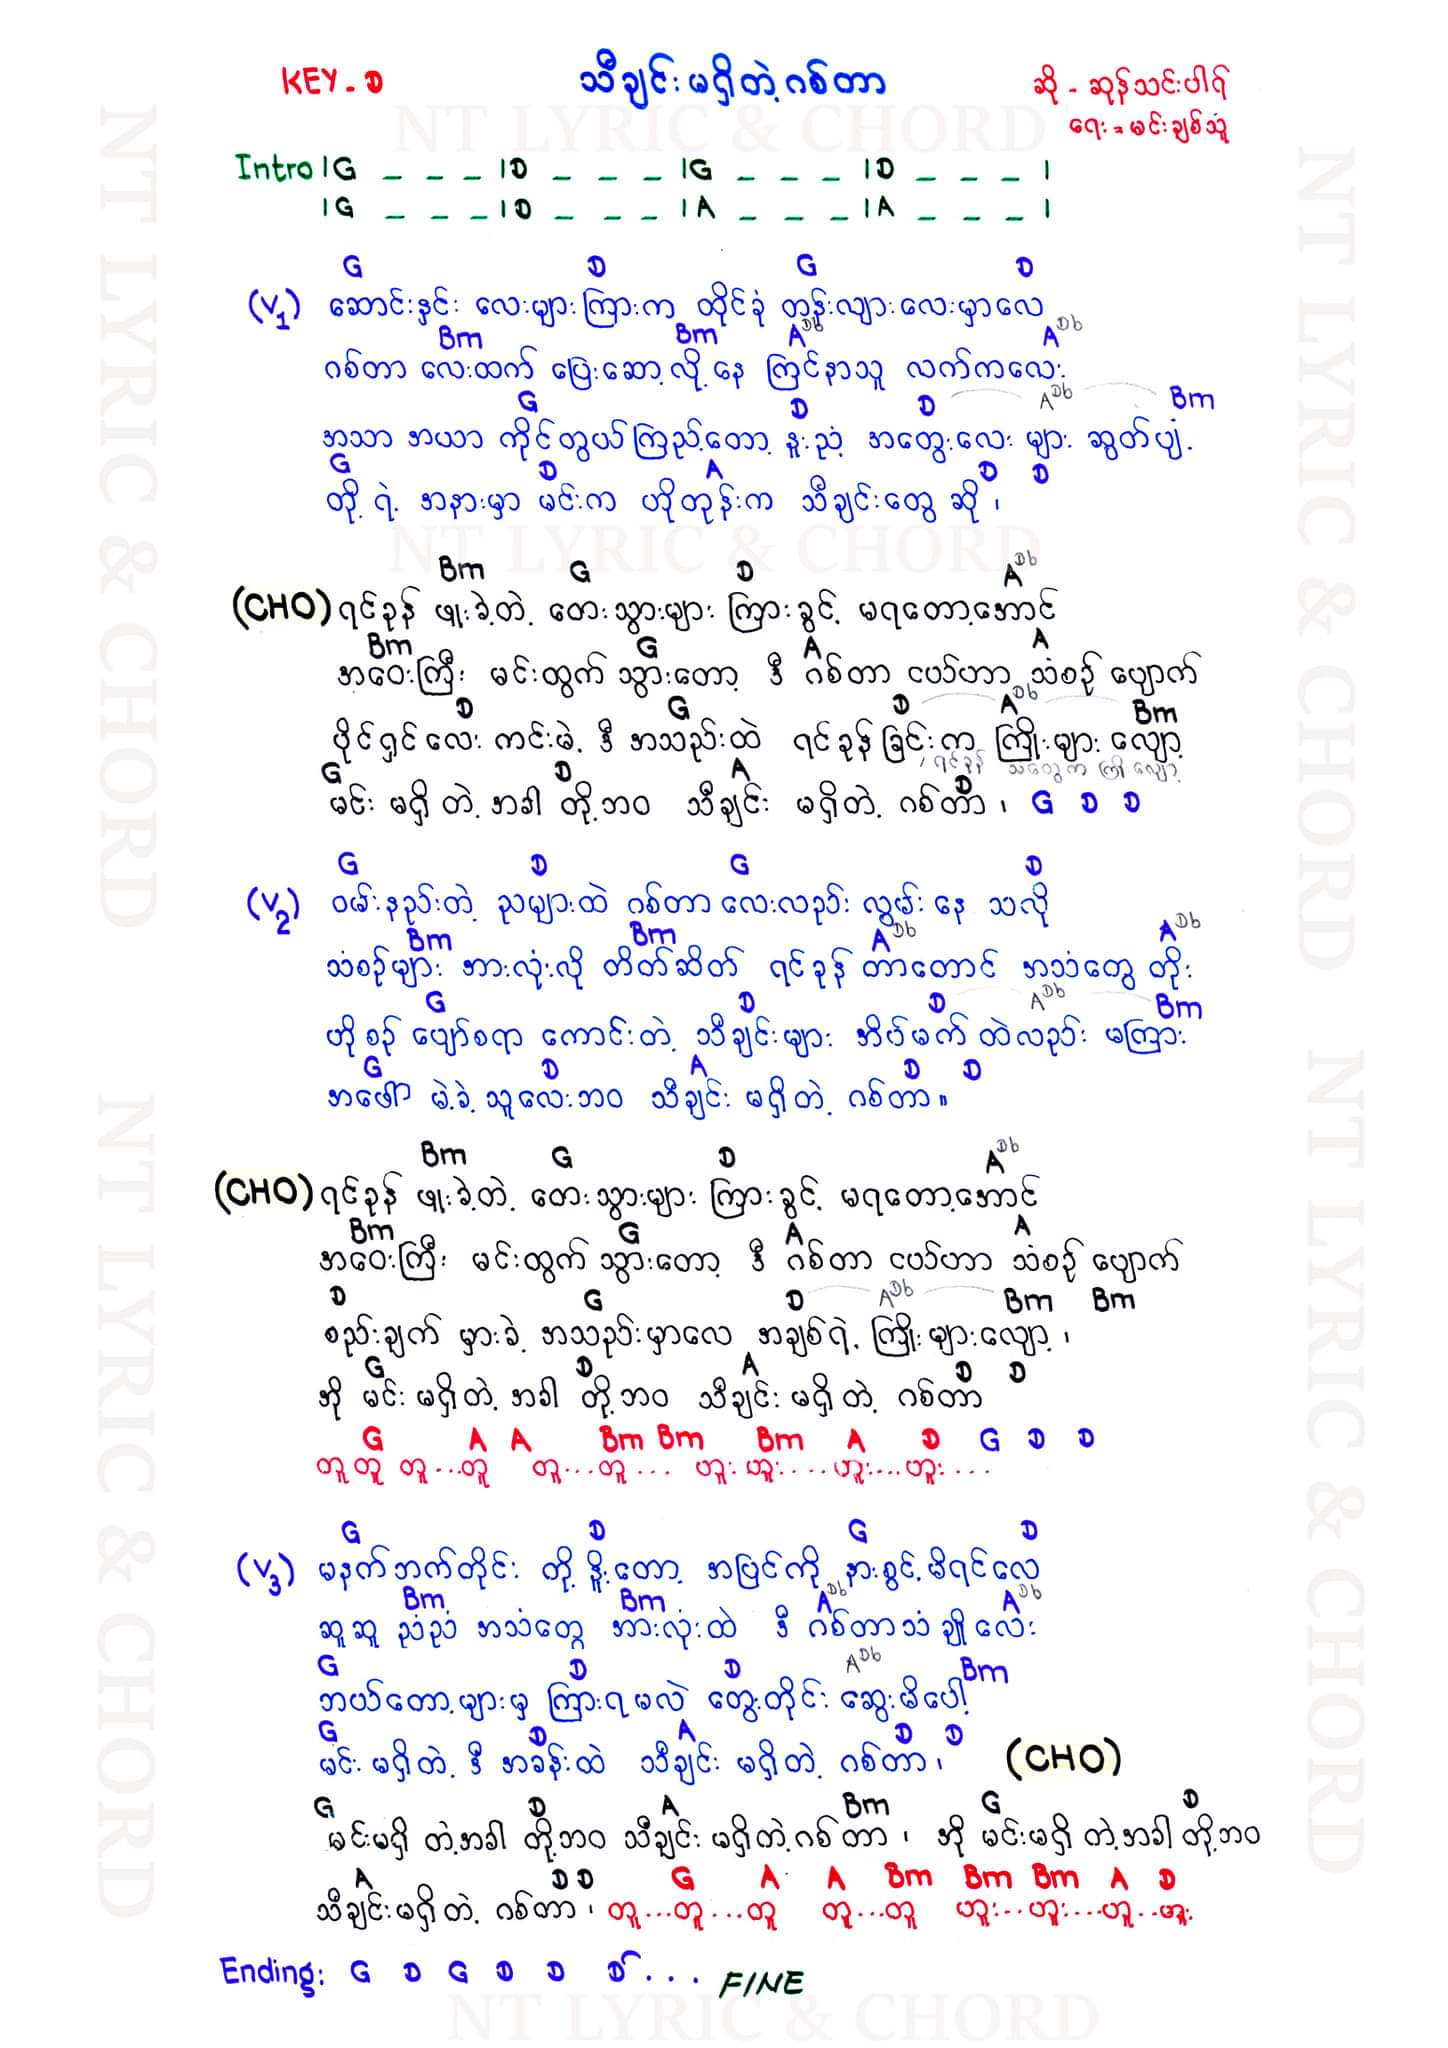 KEY - D
သီချင်းမရှိတဲ့ဂစ်တာ
ဆို - ဆုန်သင်းပါရ်
ရေး = မင်းချစ်သူ
Intro |G _ _ _ |D _ _ _ |G _ _ _ |D _ _ _ |
|G _ _ _ |D _ _ _ |A _ _ _ |A _ _ _ |
G D G D
(V1) ဆောင်းနှင်း လေးများကြားက ထိုင်ခုံ တန်းလျားလေးမှာလေ
Bm Bm A Db A Db
ဂစ်တာ လေးထက် ပြေးဆော့လို့နေ ကြင်နာသူ လက်ကလေး
G D D A Db Bm
အသာ အယာ ကိုင်တွယ်ကြည့်တော့ နူးညံ့ အတွေးလေး များ ဆွတ်ပျံ့
G D A D D
တို့ ရဲ့ အနားမှာ မင်းက ဟိုတုန်းက သီချင်းတွေ ဆို ၊
Bm G D A Db
(CHO) ရင်ခုန် ဖူးခဲ့တဲ့ တေးသွားများ ကြားခွင့် မရတော့အောင်
Bm G A A
အဝေးကြီး မင်းထွက် သွားတော့ ဒီ ဂစ်တာ ငယ်ဟာ သံစဉ် ပျောက်
D G D A Db Bm
ပိုင်ရှင်လေး ကင်းမဲ့ ဒီ အသည်းထဲ ရင်ခုန်ခြင်းက ကြိုးများ လျော့
/ ရင်ခုန် သံတွေက ကြိုး လျော့
G D A D
မင်း မရှိ တဲ့ အခါ တို့ဘဝ သီချင်း မရှိတဲ့ ဂစ်တာ ၊ G D D
G D G D
(V2) ဝမ်းနည်းတဲ့ ညများထဲ ဂစ်တာလေးလည်း လွမ်းနေ သလို
Bm Bm A Db A Db
သံစဉ်များ အားလုံးလို တိတ်ဆိတ် ရင်ခုန် တာတောင် အသံတွေ တိုး
G D D A Db Bm
ဟိုစဉ် ပျော်စရာ ကောင်းတဲ့ သီချင်းများ အိပ်မက် ထဲလည်း မကြား
G D A D D
အဖော် မဲ့ခဲ့ သူလေးဘဝ သီချင်း မရှိတဲ့ ဂစ်တာ။
Bm G D A Db
(CHO) ရင်ခုန် ဖူးခဲ့တဲ့ တေးသွားများ ကြားခွင့် မရတော့အောင်
Bm G A A
အဝေးကြီး မင်းထွက် သွားတော့ ဒီ ဂစ်တာ ငယ်ဟာ သံစဉ် ပျောက်
D G D A Db Bm Bm
စည်းချက် မှားခဲ့ အသည်းမှာလေ အချစ်ရဲ့ ကြိုးများလျော့ ၊
G D A D D
အို မင်း မရှိတဲ့ အခါ တို့ဘဝ သီချင်း မရှိတဲ့ ဂစ်တာ
G A A Bm Bm Bm A D G D D
တူတူ တူ...တူ တူ...တူ... ဟူး ဟူး.... ဟူး... ဟူး....
G D G D
(V3) မနက်ဘက်တိုင်း တို့ နိုးတော့ အပြင်ကို နားစွင့်မိရင်လေ
Bm Bm A Db A Db
ဆူဆူ ညံညံ အသံတွေ အားလုံးထဲ ဒီ ဂစ်တာသံ ချိုလေး
G D D A Db Bm
ဘယ်တော့များမှ ကြားရမလဲ တွေးတိုင်း ဆွေးမိပေါ့
G D A D D
မင်း မရှိတဲ့ ဒီ အခန်းထဲ သီချင်း မရှိတဲ့ ဂစ်တာ ၊ (CHO)
G D A Bm G D
မင်းမရှိ တဲ့အခါ တို့ဘဝ သီချင်း မရှိတဲ့ဂစ်တာ ၊ အို မင်းမရှိ တဲ့အခါ တို့ဘဝ
A D D G A A Bm Bm Bm A D
သီချင်းမရှိတဲ့ ဂစ်တာ ၊ တူ...တူ...တူ တူ...တူ ဟူး...ဟူး...ဟူ..ဟူး
Ending: G D G D D D... FINE
NT LYRIC & CHORD